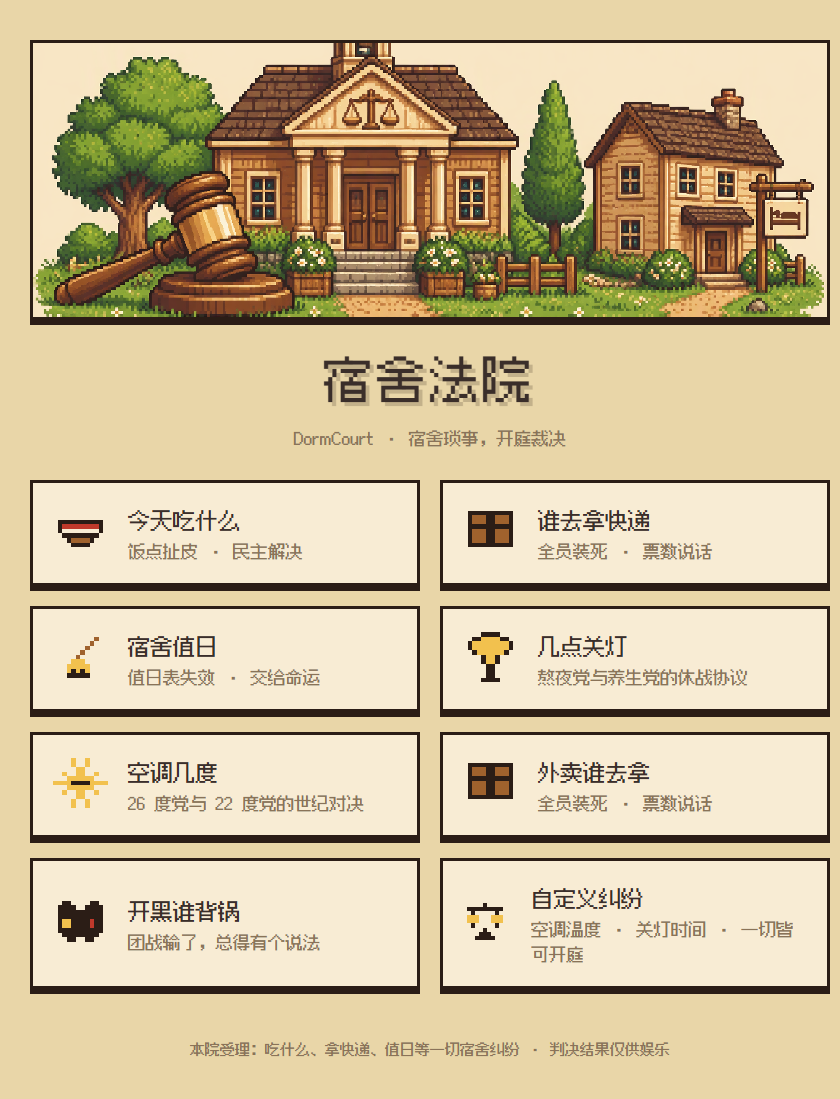 宿舍法院
DormCourt · 宿舍琐事，开庭裁决
今天吃什么
饭点扯皮 · 民主解决
谁去拿快递
全员装死 · 票数说话
宿舍值日
值日表失效 · 交给命运
几点关灯
熬夜党与养生党的休战协议
空调几度
26 度党与 22 度党的世纪对决
外卖谁去拿
全员装死 · 票数说话
开黑谁背锅
团战输了，总得有个说法
自定义纠纷
空调温度 · 关灯时间 · 一切皆
可开庭
本院受理：吃什么、拿快递、值日等一切宿舍纠纷 · 判决结果仅供娱乐